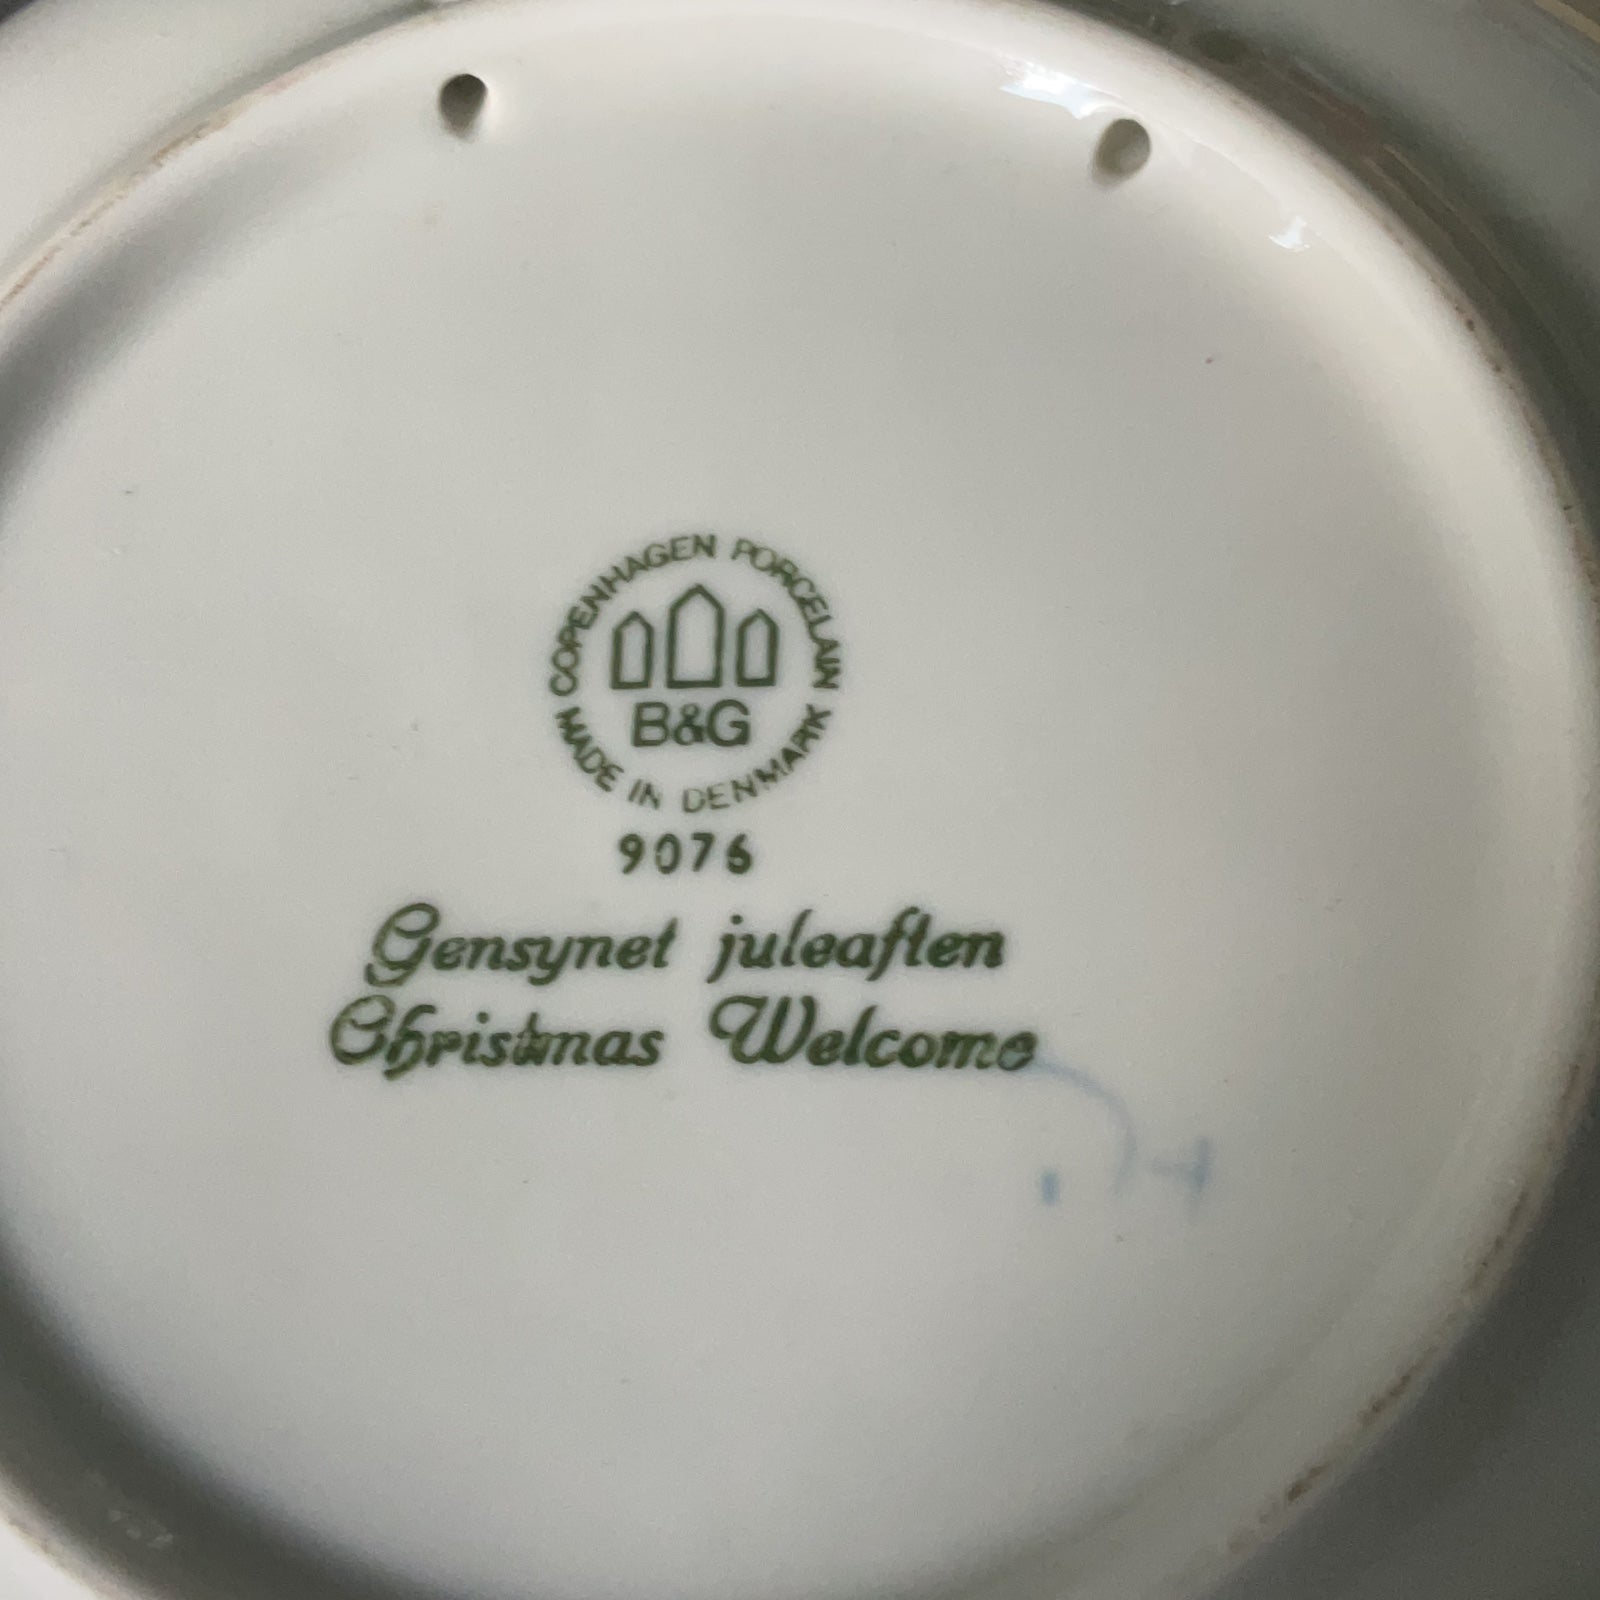 COPENHAGEN PORCELAIN
B&G
MADE IN DENMARK
9076
Gensynet juleaften
Christmas Welcome